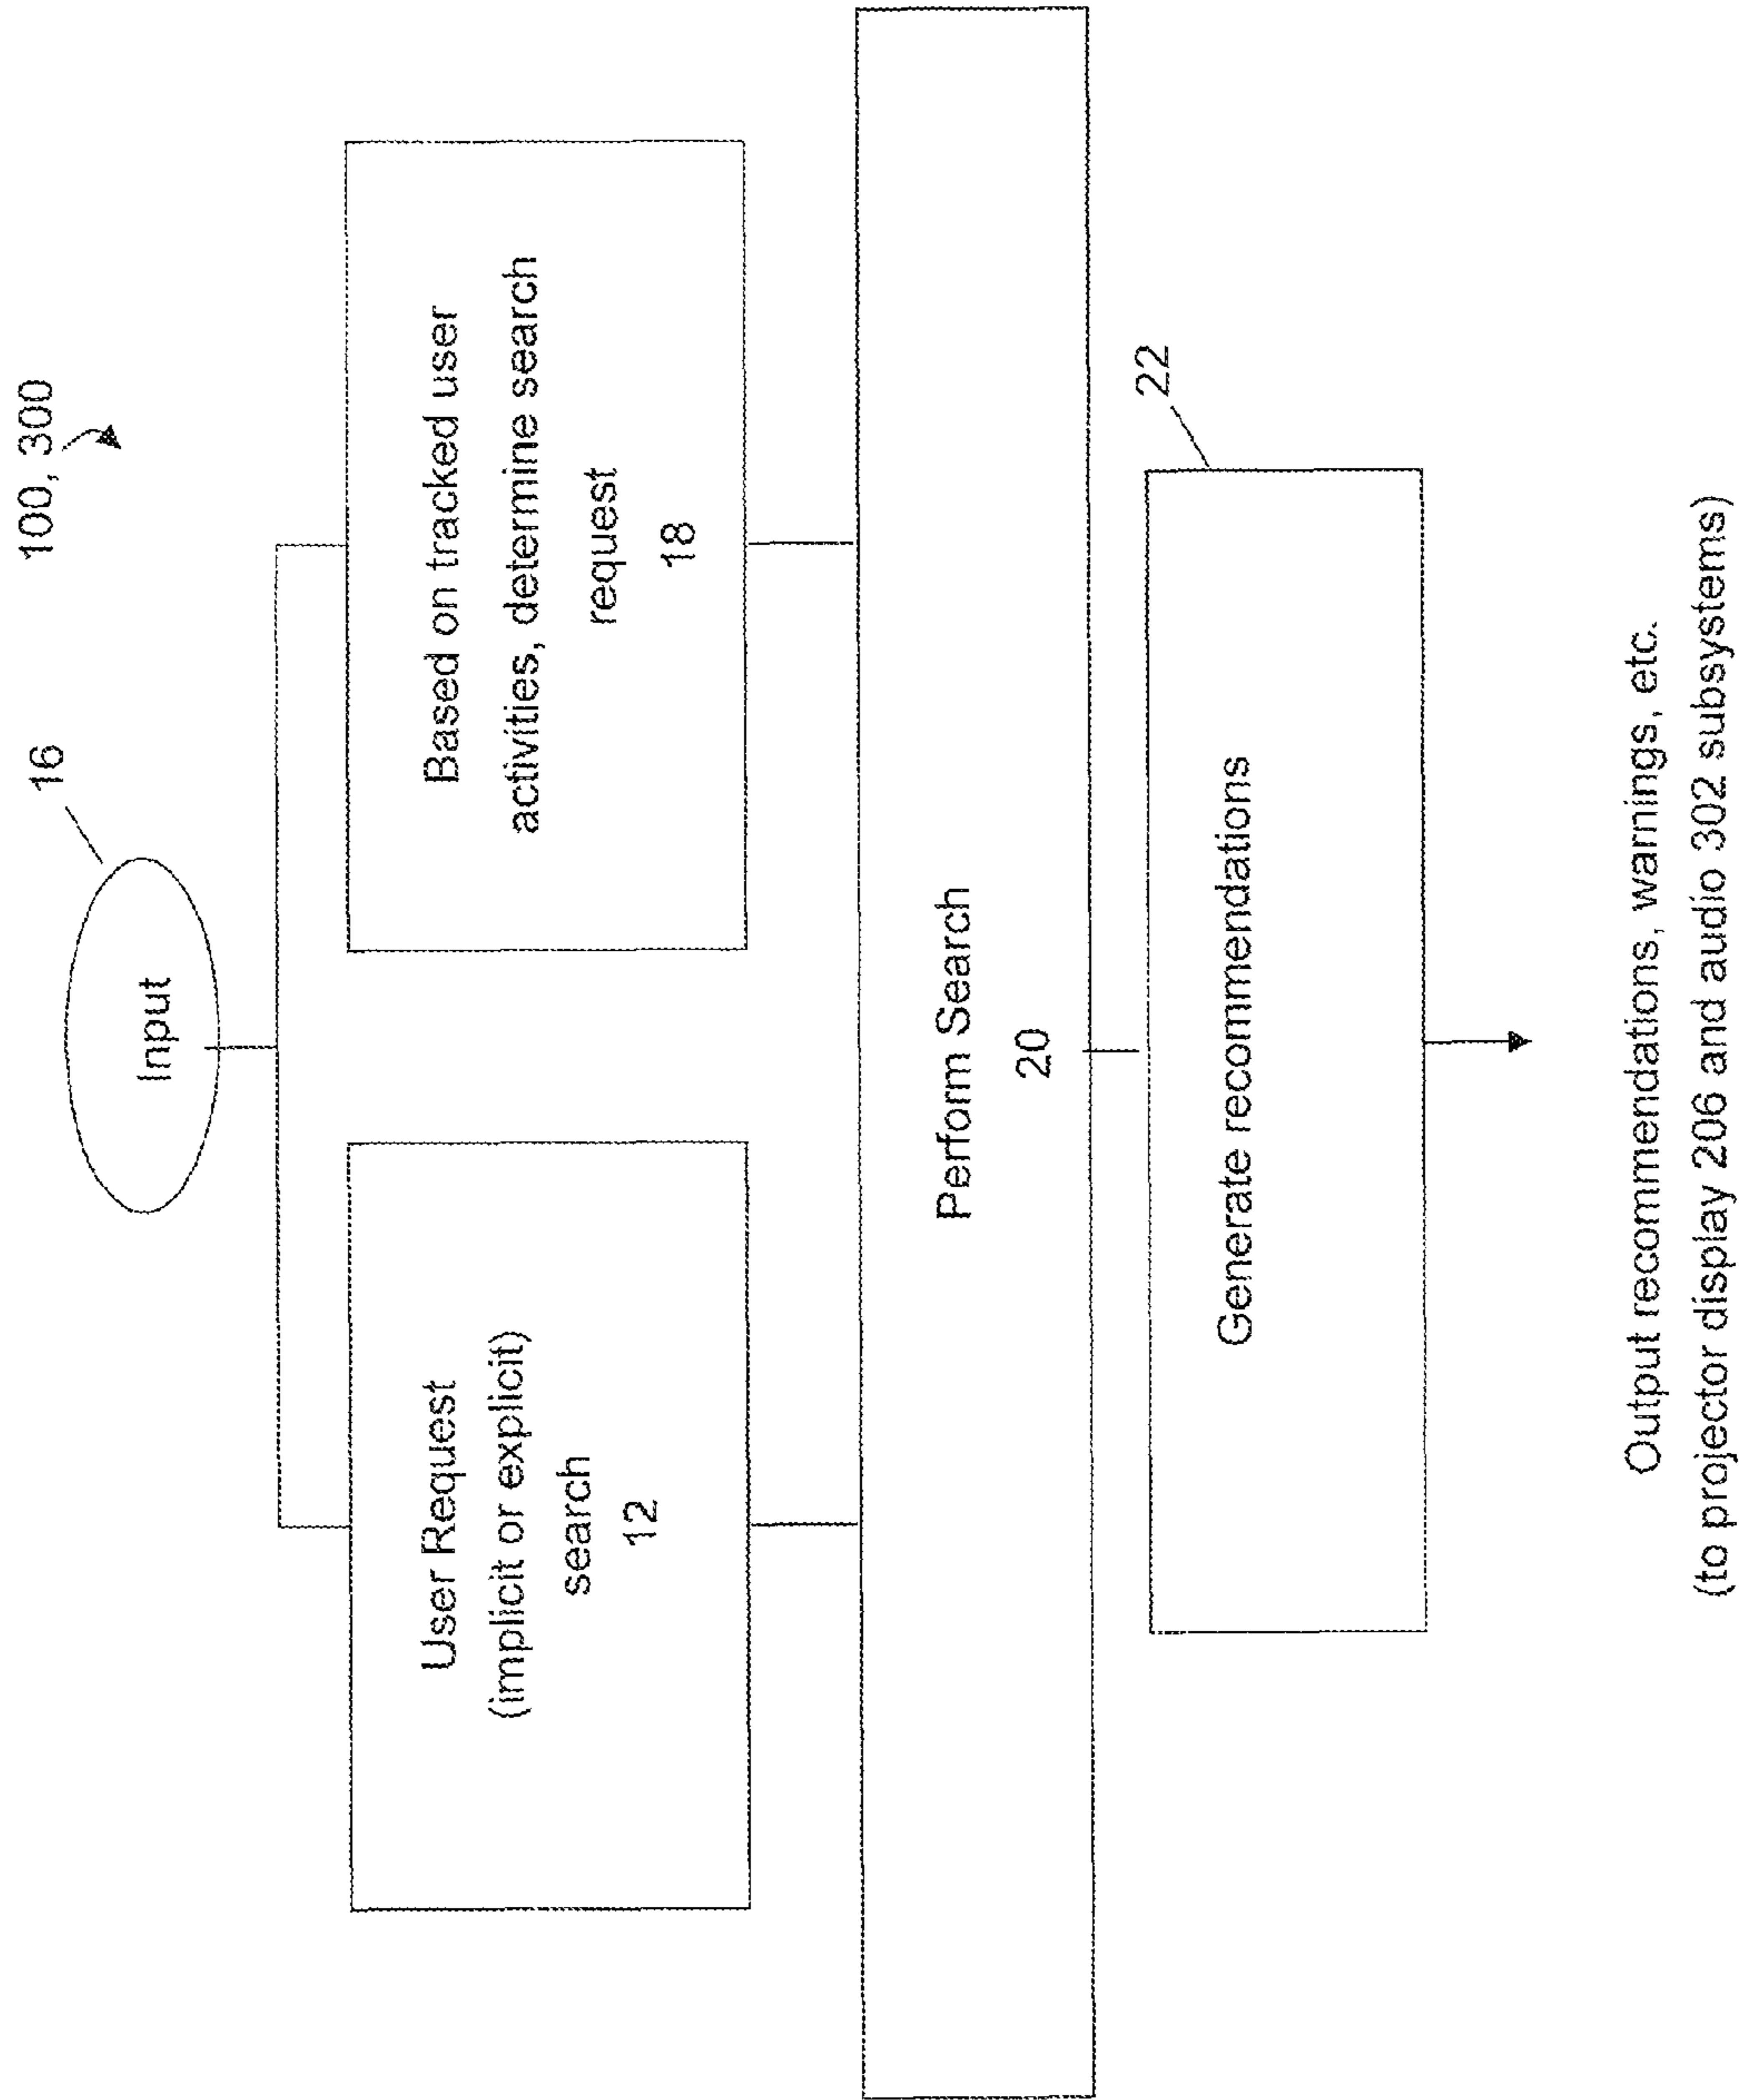 100, 300
16
Input
User Request
(implicit or explicit)
search
12
Based on tracked user
activities, determine search
request
18
Perform Search
20
22
Generate recommendations
Output recommendations, warnings, etc.
(to projector display 206 and audio 302 subsystems)